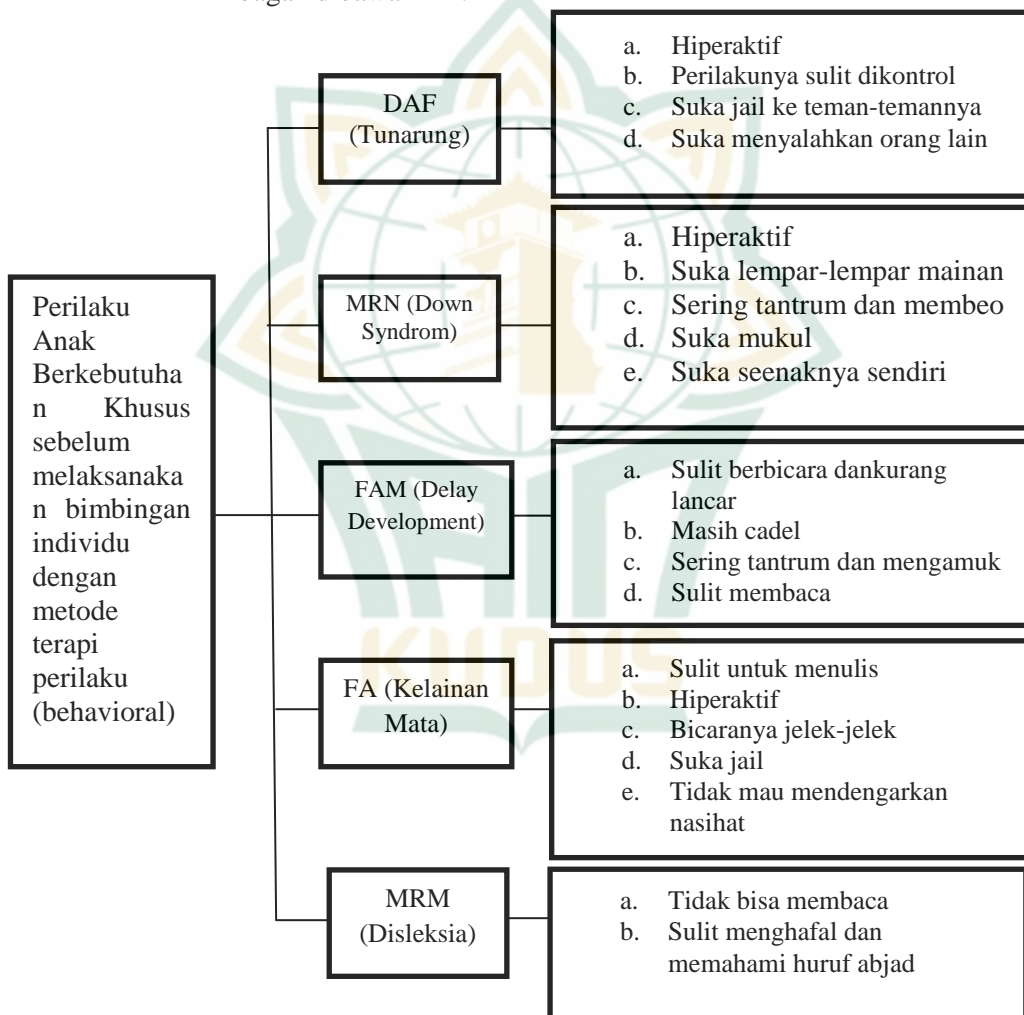 Perilaku
Anak
Berkebutuha
n Khusus
sebelum
melaksanaka
n bimbingan
individu
dengan
metode
terapi
perilaku
(behavioral)
DAF
(Tunarung)
a. Hiperaktif
b. Perilakunya sulit dikontrol
c. Suka jail ke teman-temannya
d. Suka menyalahkan orang lain
MRN (Down
Syndrom)
a. Hiperaktif
b. Suka lempar-lempar mainan
c. Sering tantrum dan membeo
d. Suka mukul
e. Suka seenaknya sendiri
FAM (Delay
Development)
a. Sulit berbicara dankurang
lancar
b. Masih cadel
c. Sering tantrum dan mengamuk
d. Sulit membaca
FA (Kelainan
Mata)
a. Sulit untuk menulis
b. Hiperaktif
c. Bicaranya jelek-jelek
d. Suka jail
e. Tidak mau mendengarkan
nasihat
MRM
(Disleksia)
a. Tidak bisa membaca
b. Sulit menghafal dan
memahami huruf abjad
KUDUS